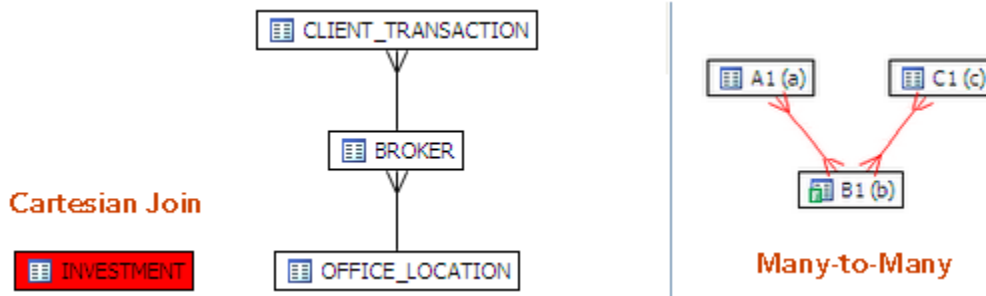 CLIENT_TRANSACTION
BROKER
Cartesian Join
INVESTMENT
OFFICE_LOCATION
A1 (a)
C1 (c)
B1 (b)
Many-to-Many